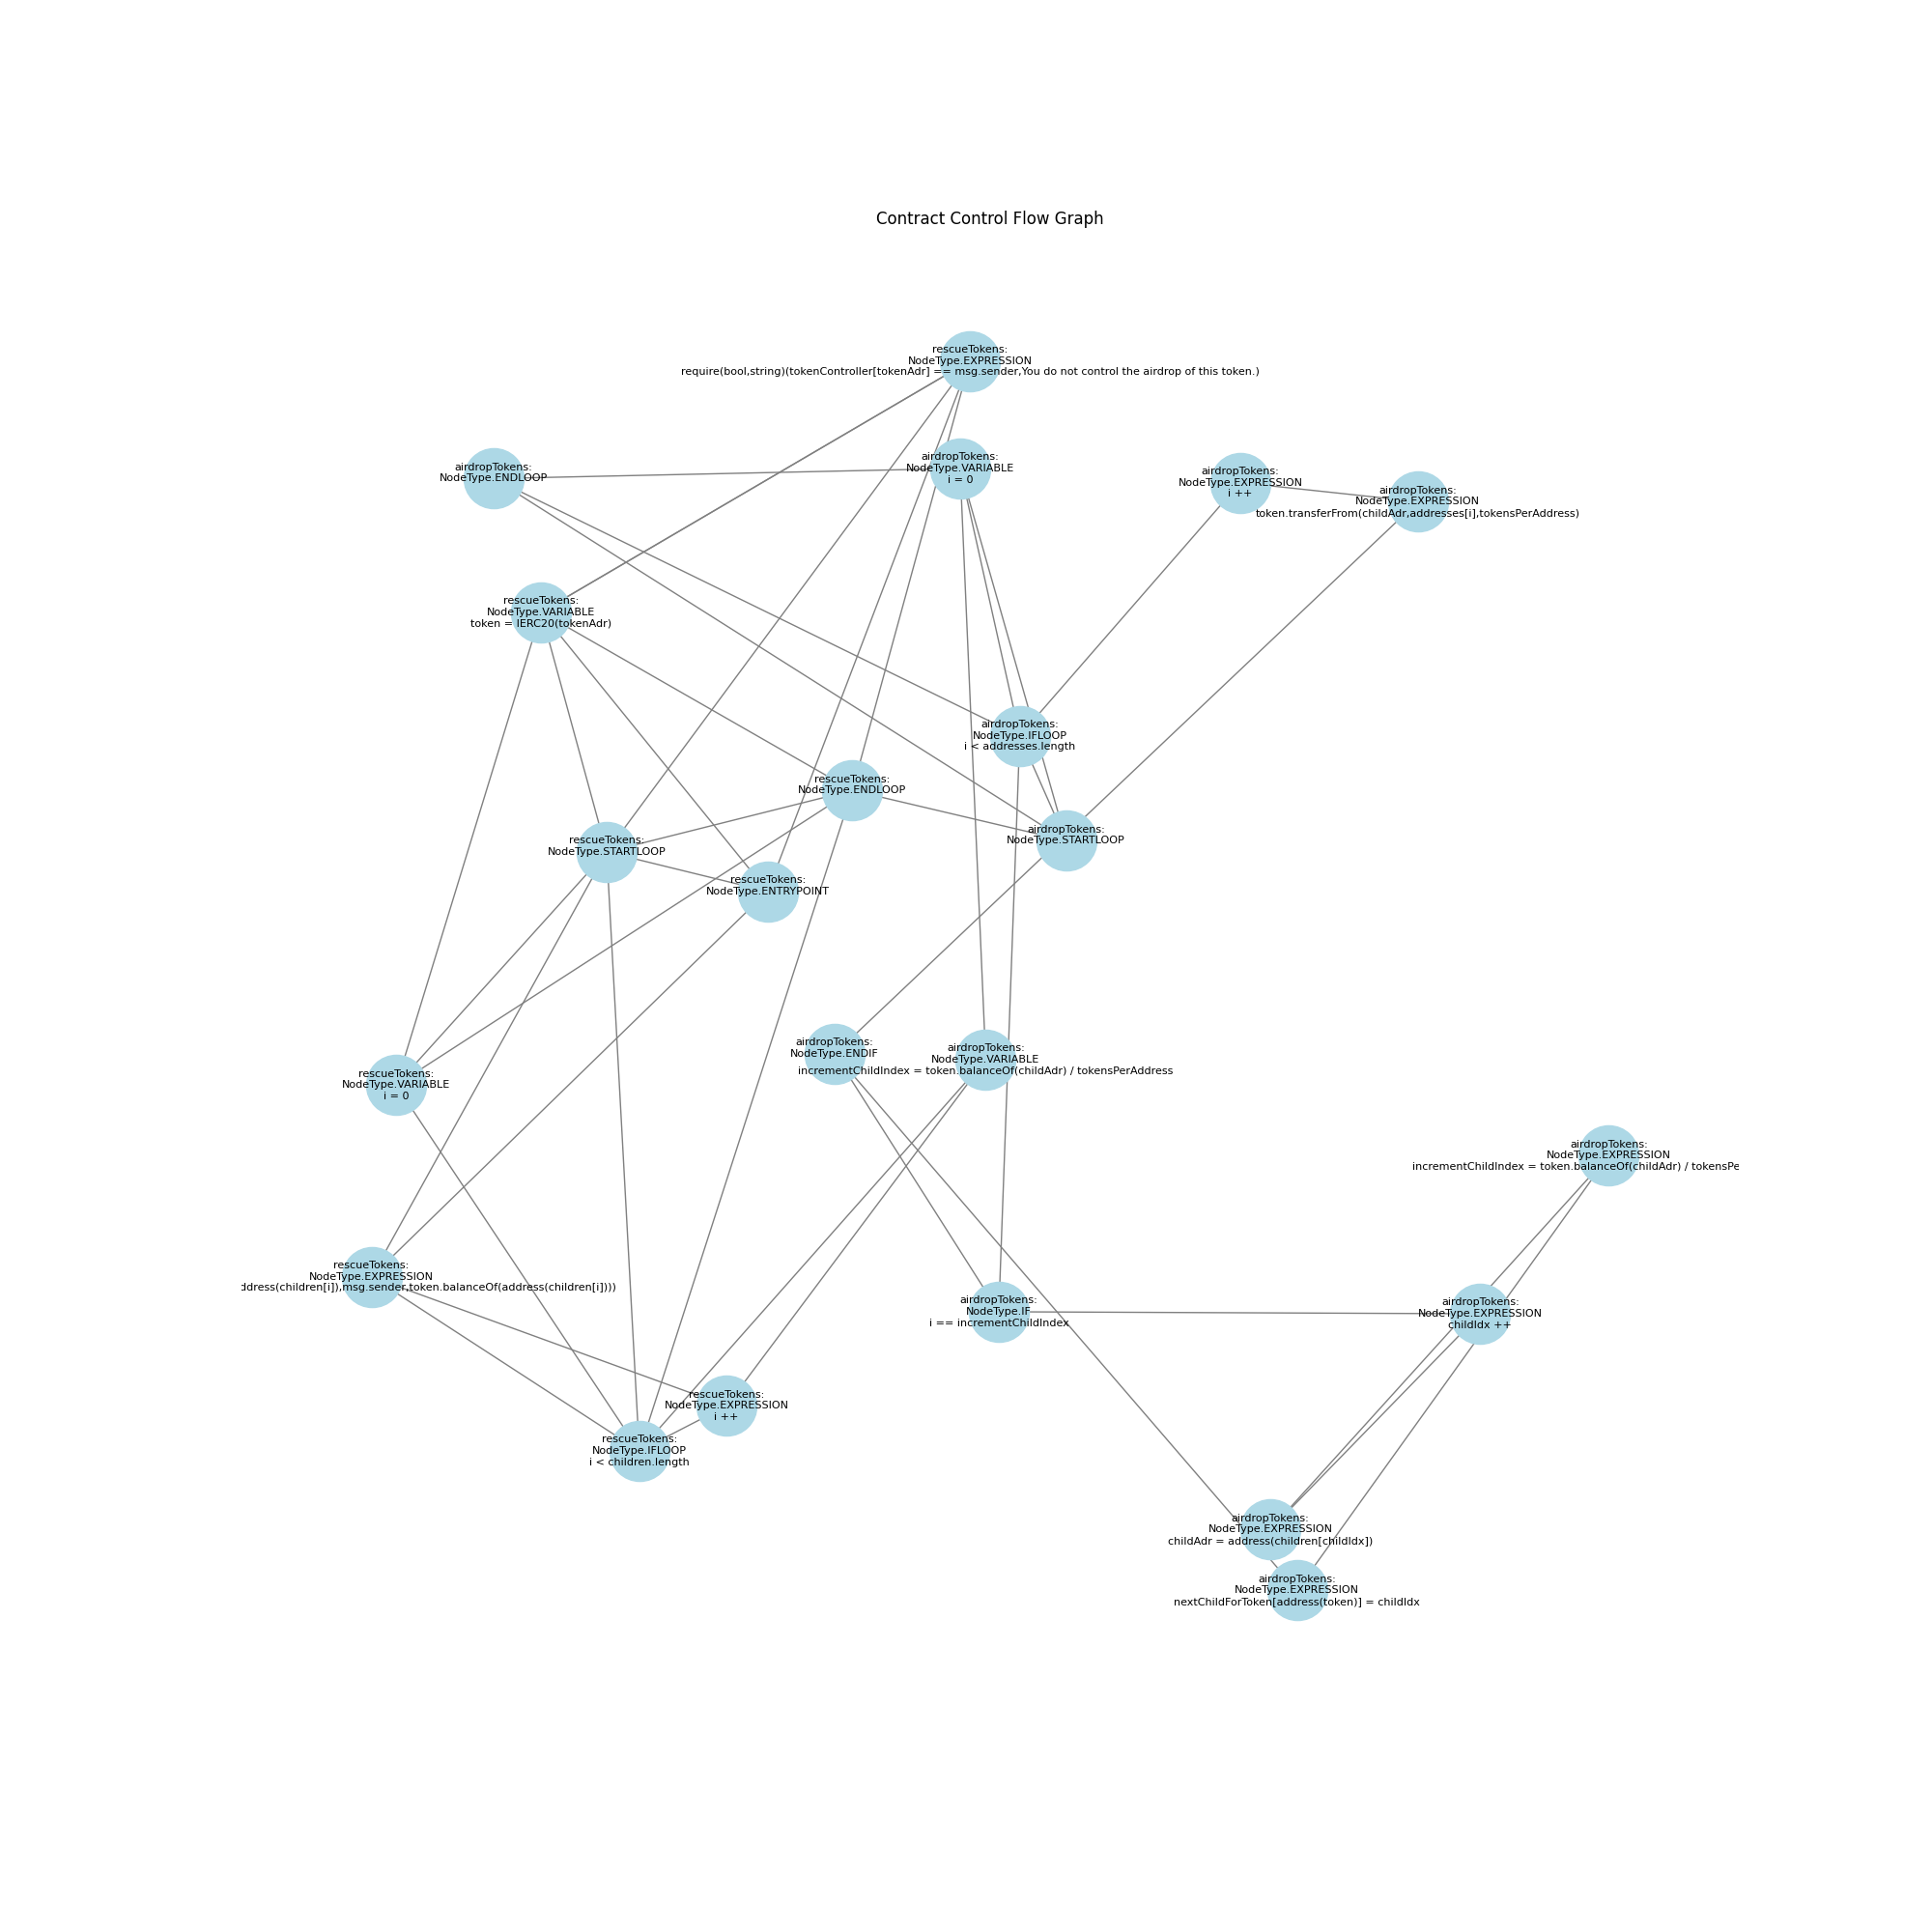 Contract Control Flow Graph
rescueTokens:
NodeType.EXPRESSION
require(bool,string)(tokenController[tokenAdr] == msg.sender,You do not control the airdrop of this token.)
airdropTokens:
NodeType.ENDLOOP
airdropTokens:
NodeType.VARIABLE
i = 0
airdropTokens:
NodeType.EXPRESSION
i ++
airdropTokens:
NodeType.EXPRESSION
token.transferFrom(childAdr,addresses[i],tokensPerAddress)
rescueTokens:
NodeType.VARIABLE
token = IERC20(tokenAdr)
airdropTokens:
NodeType.IFLOOP
i < addresses.length
rescueTokens:
NodeType.ENDLOOP
airdropTokens:
NodeType.STARTLOOP
rescueTokens:
NodeType.STARTLOOP
rescueTokens:
NodeType.ENTRYPOINT
airdropTokens:
NodeType.ENDIF
airdropTokens:
NodeType.VARIABLE
incrementChildIndex = token.balanceOf(childAdr) / tokensPerAddress
rescueTokens:
NodeType.VARIABLE
i = 0
airdropTokens:
NodeType.EXPRESSION
incrementChildIndex = token.balanceOf(childAdr) / tokensPe
rescueTokens:
NodeType.EXPRESSION
ddress(children[i]),msg.sender,token.balanceOf(address(children[i])))
airdropTokens:
NodeType.IF
i == incrementChildIndex
airdropTokens:
NodeType.EXPRESSION
childIdx ++
rescueTokens:
NodeType.EXPRESSION
i ++
rescueTokens:
NodeType.IFLOOP
i < children.length
airdropTokens:
NodeType.EXPRESSION
childAdr = address(children[childIdx])
airdropTokens:
NodeType.EXPRESSION
nextChildForToken[address(token)] = childIdx